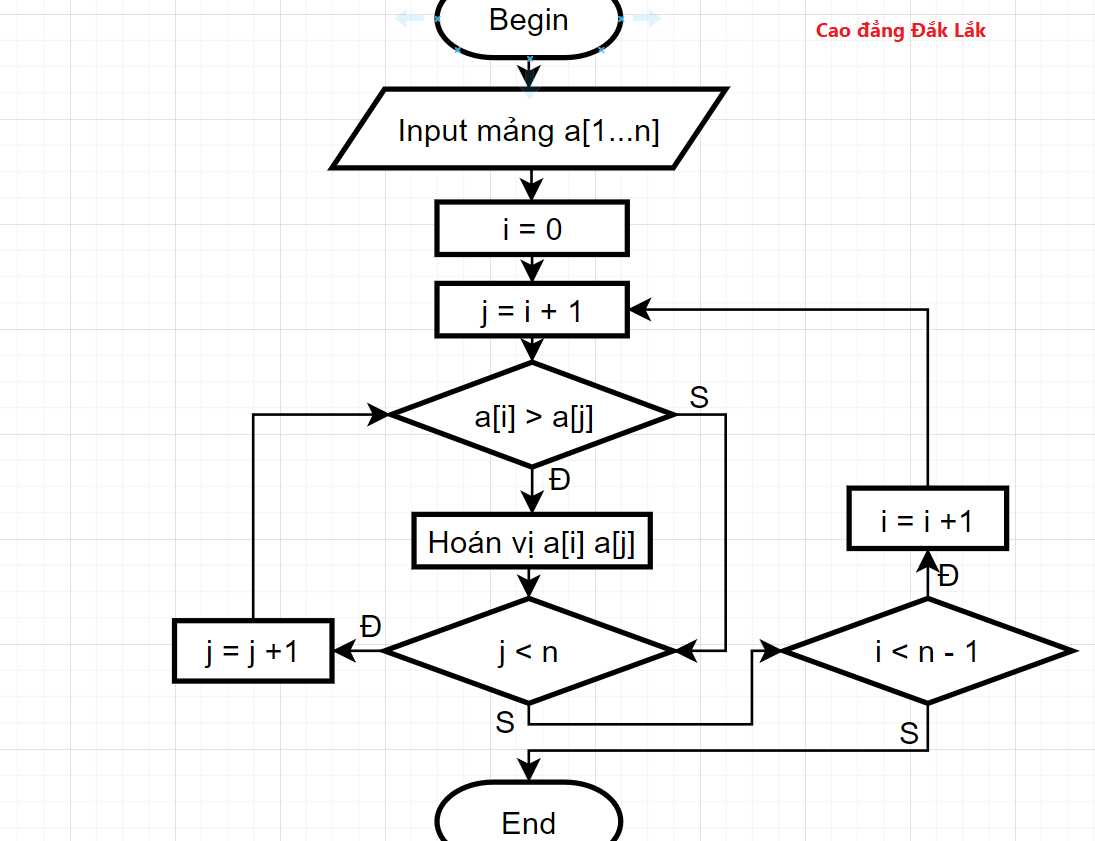 Begin
Cao đẳng Đắk Lắk
Input mảng a[1...n]
i = 0
j = i + 1
a[i] > a[j]
S
Đ
Hoán vị a[i] a[j]
i = i +1
Đ
j = j +1
Đ
j < n
i < n - 1
S
S
End